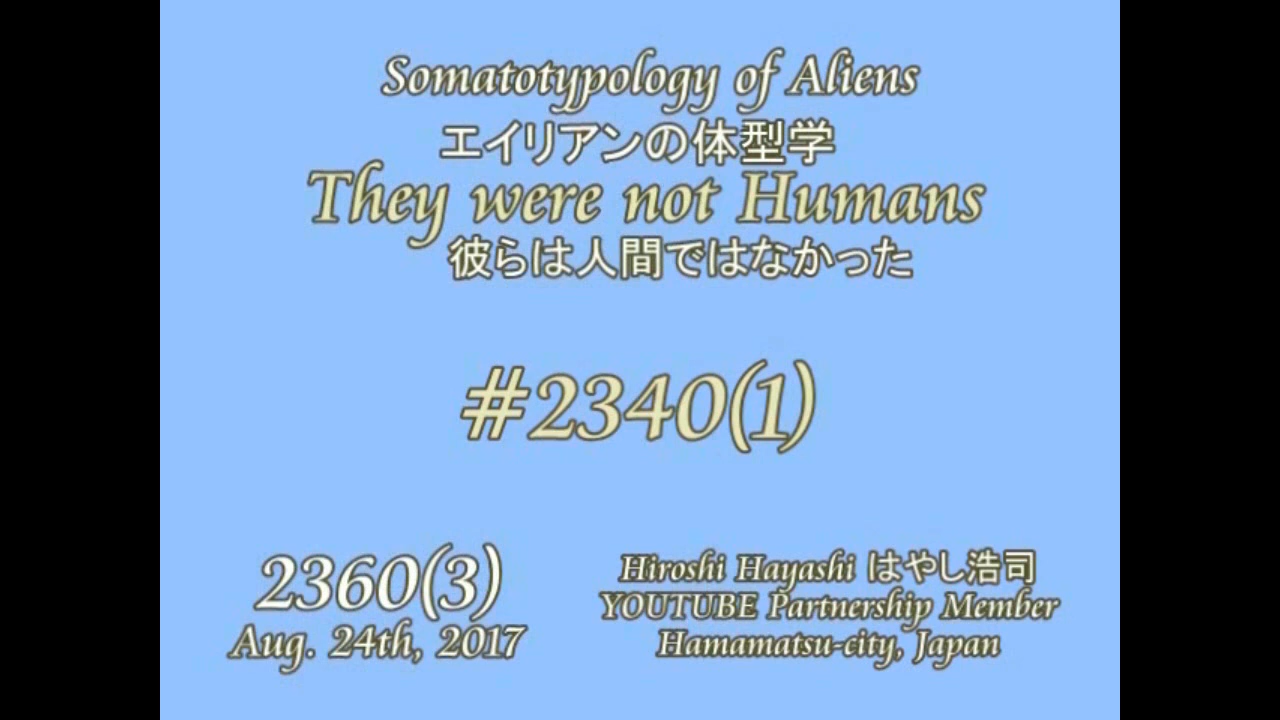 Somatotypology of Aliens
エイリアンの体型学
They were not Humans
彼らは人間ではなかった
#2340(1)
2360(3)
Aug. 24th, 2017
Hiroshi Hayashi はやし浩司
YOUTUBE Partnership Member
Hamamatsu-city, Japan